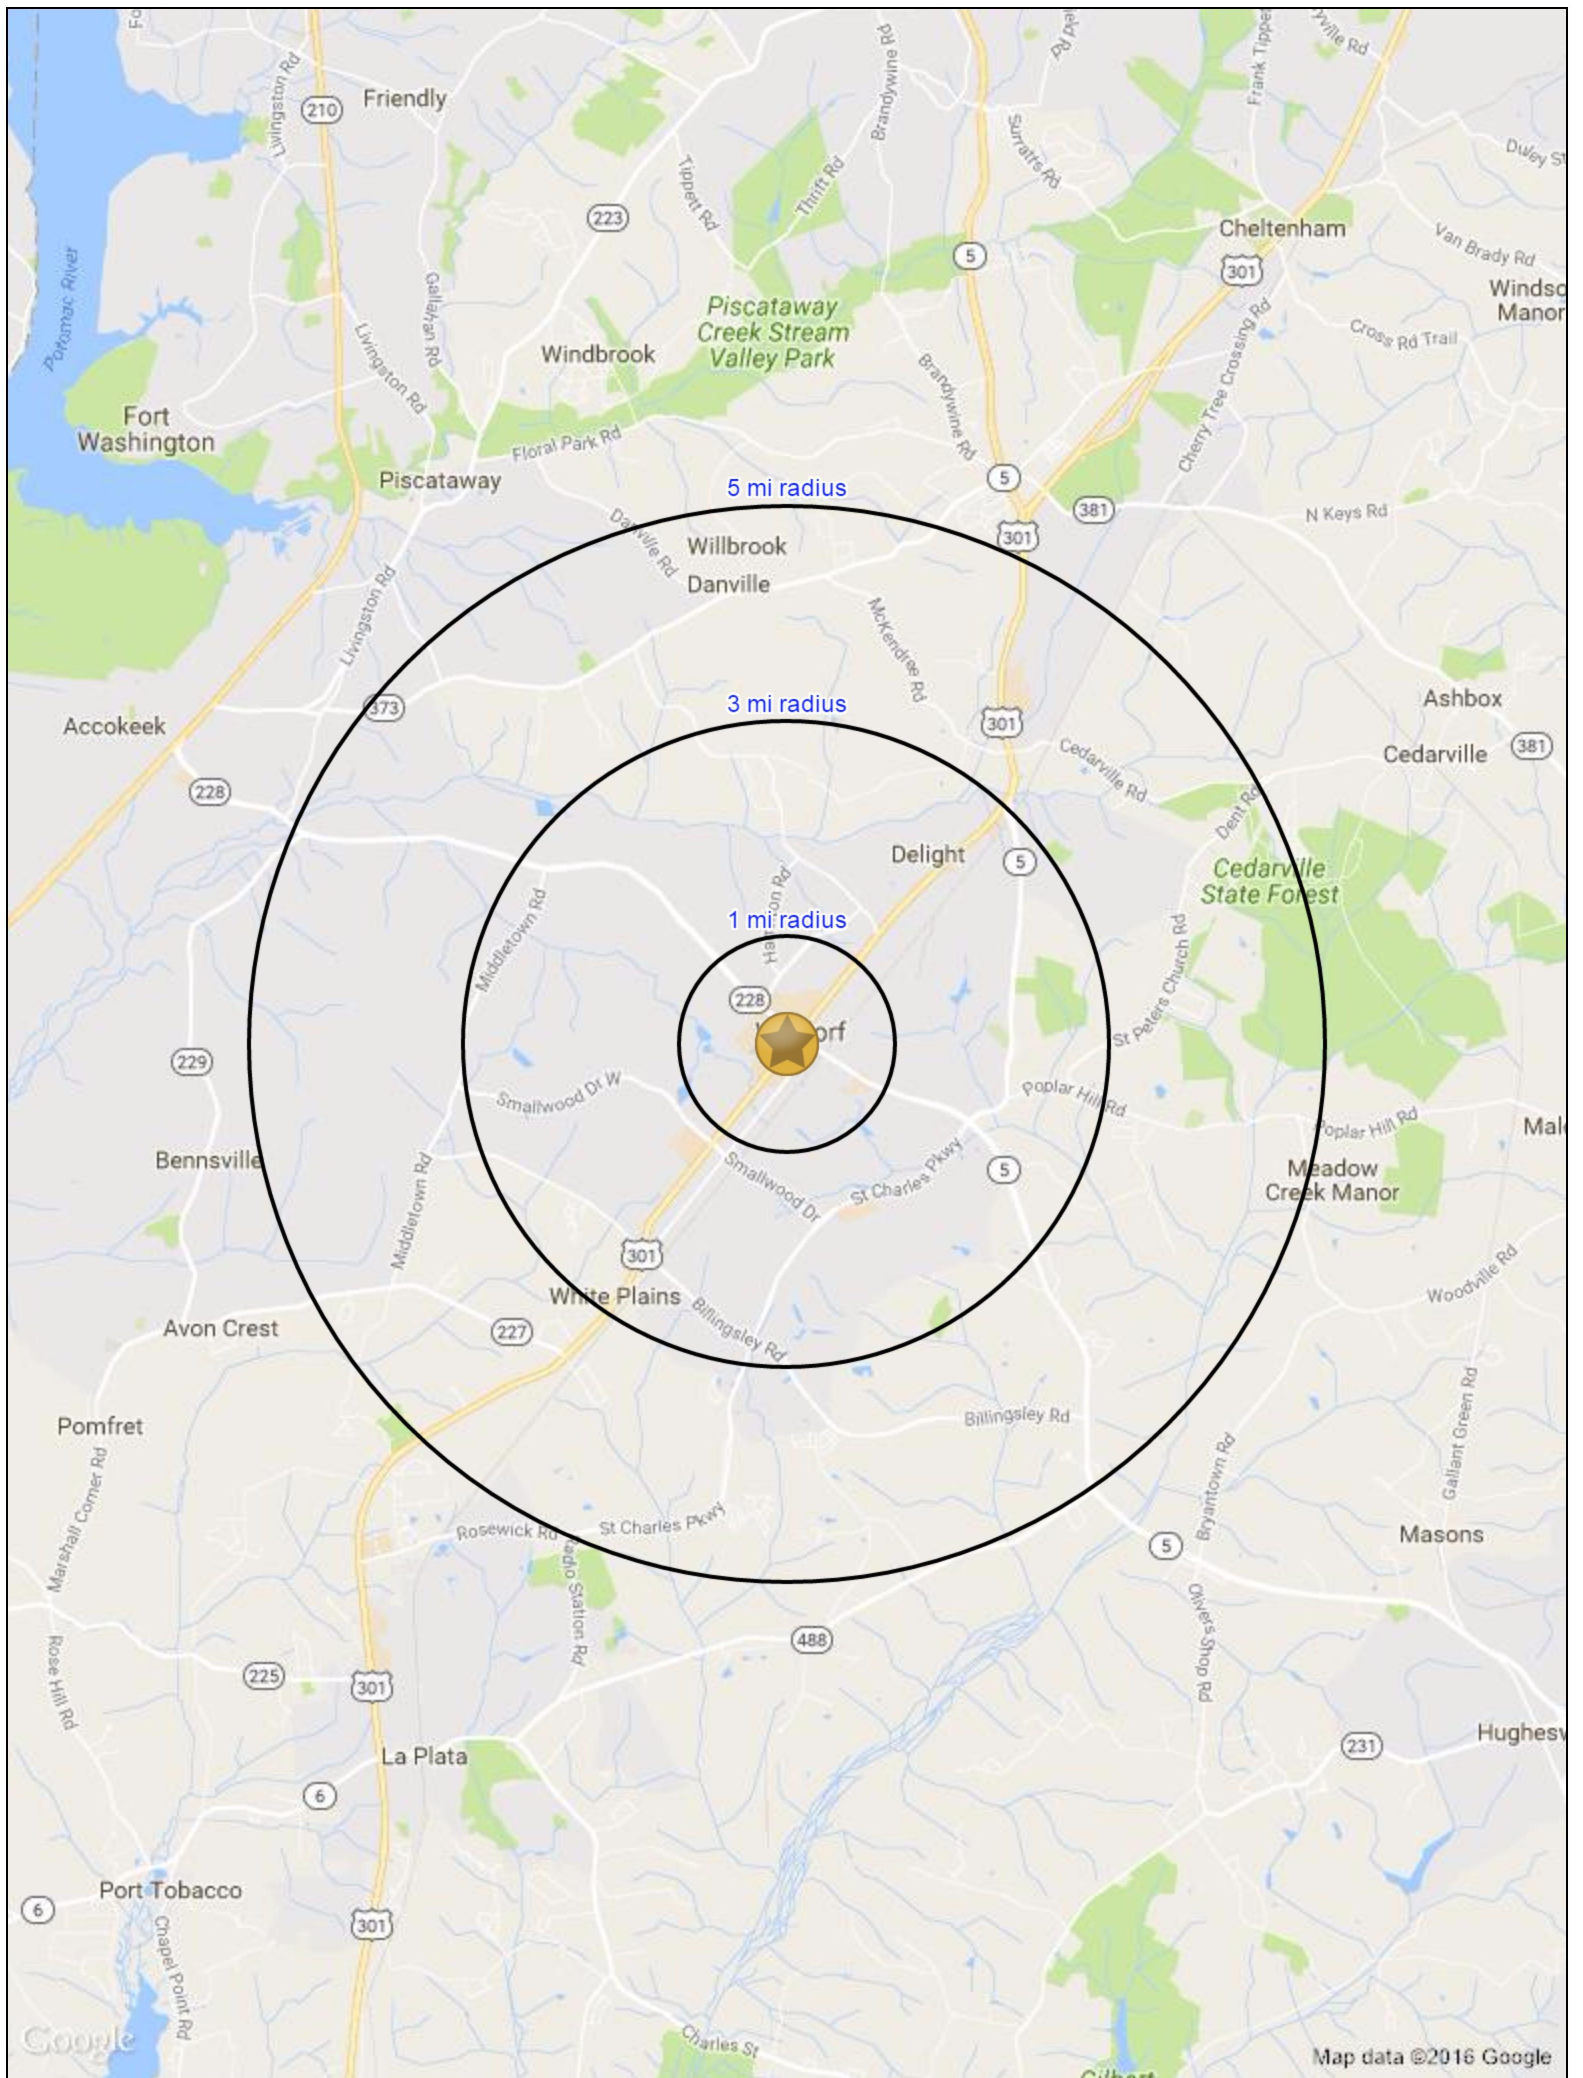 Livingston Rd
210
Friendly
Brandywine Rd
Surratts Rd
Frank Tippe
yville Rd
Duley S
Tippett Rd
Thrift Rd
223
Cheltenham
Van Brady Rd
5
301
Windso
Manor
Potomac River
Gallahan Rd
Livingston Rd
Piscataway
Creek Stream
Valley Park
Windbrook
Brandywine Rd
Cherry Tree Crossing Rd
Cross Rd Trail
Fort
Washington
Floral Park Rd
Piscataway
5 mi radius
5
381
N Keys Rd
301
Danville Rd
Willbrook
Danville
Livingston Rd
McKendree Rd
Ashbox
3 mi radius
373
301
Accokeek
Cedarville Rd
Cedarville
381
228
Dent Rd
Delight
5
Cedarville
State Forest
Middletown Rd
1 mi radius
St Peters Church Rd
228
orf
229
Smallwood Dr W
Poplar Hill Rd
Poplar Hill Rd
Bennsville
Smallwood Dr
St Charles Pkwy
5
Meadow
Creek Manor
Middletown Rd
301
Woodville Rd
White Plains
Billingsley Rd
Avon Crest
227
Pomfret
Billingsley Rd
Gallant Green Rd
Bryantown Rd
Marshall Corner Rd
Rosewick Rd
St Charles Pkwy
5
Masons
Radio Station Rd
Olivers Shop Rd
Rose Hill Rd
488
225
301
La Plata
231
Hughesv
6
Port Tobacco
6
301
Chapel Point Rd
Google
Charles St
Map data ©2016 Google